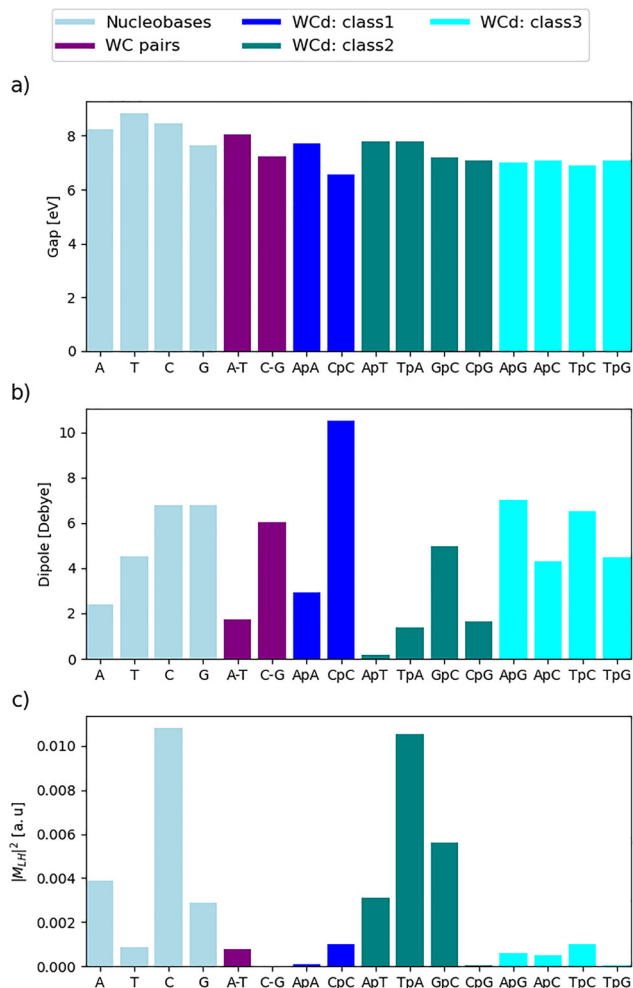 Nucleobases WCd: class1 WCd: class3
WC pairs WCd: class2
a)
Gap [eV]
8
6
4
2
0
A T C G A-T C-G ApA CpC ApT TpA GpC CpG ApG ApC TpC TpG
b)
Dipole [Debye]
10
8
6
4
2
0
A T C G A-T C-G ApA CpC ApT TpA GpC CpG ApG ApC TpC TpG
c)
|M_{LH}|^2 [a.u]
0.010
0.008
0.006
0.004
0.002
0.000
A T C G A-T C-G ApA CpC ApT TpA GpC CpG ApG ApC TpC TpG